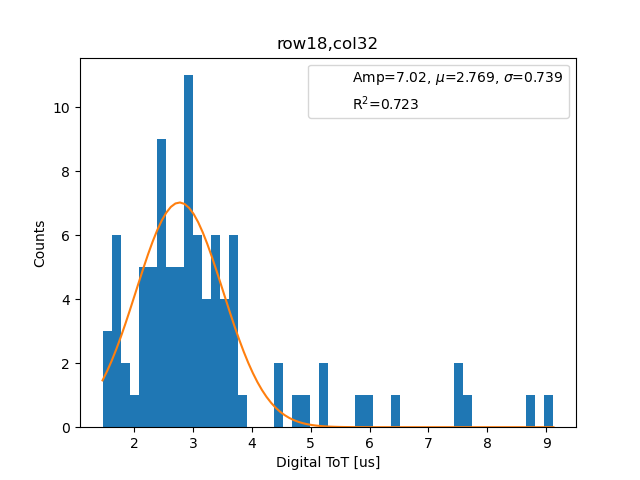 row18,col32
Amp=7.02, μ=2.769, σ=0.739
R²=0.723
Counts
10
8
6
4
2
0
2 3 4 5 6 7 8 9
Digital ToT [us]